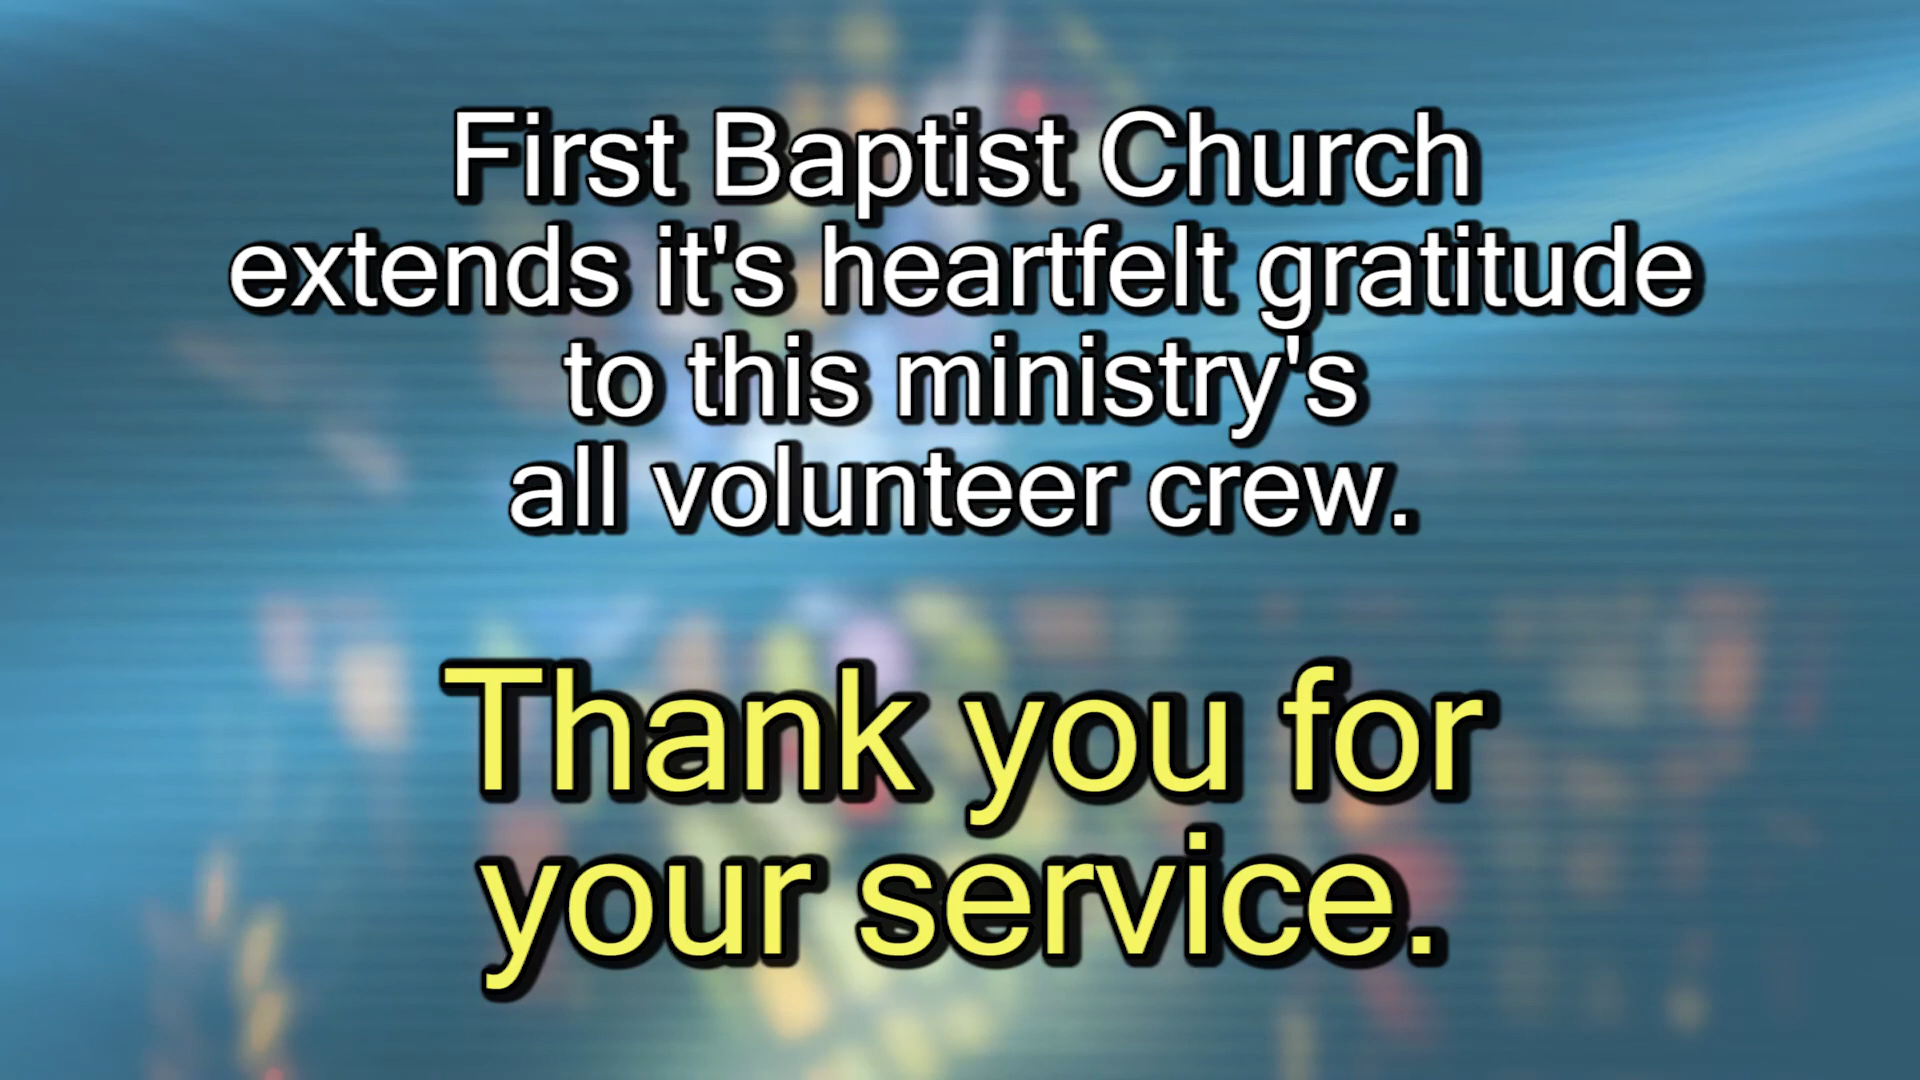 First Baptist Church
extends it's heartfelt gratitude
to this ministry's
all volunteer crew.
Thank you for
your service.